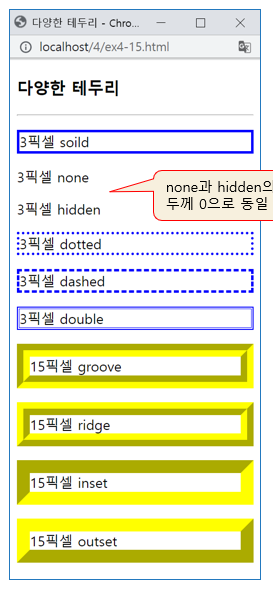 다양한 테두리 - Chro...
localhost/4/ex4-15.html
다양한 테두리
3픽셀 soild
3픽셀 none
none과 hidden의
두께 0으로 동일
3픽셀 hidden
3픽셀 dotted
3픽셀 dashed
3픽셀 double
15픽셀 groove
15픽셀 ridge
15픽셀 inset
15픽셀 outset